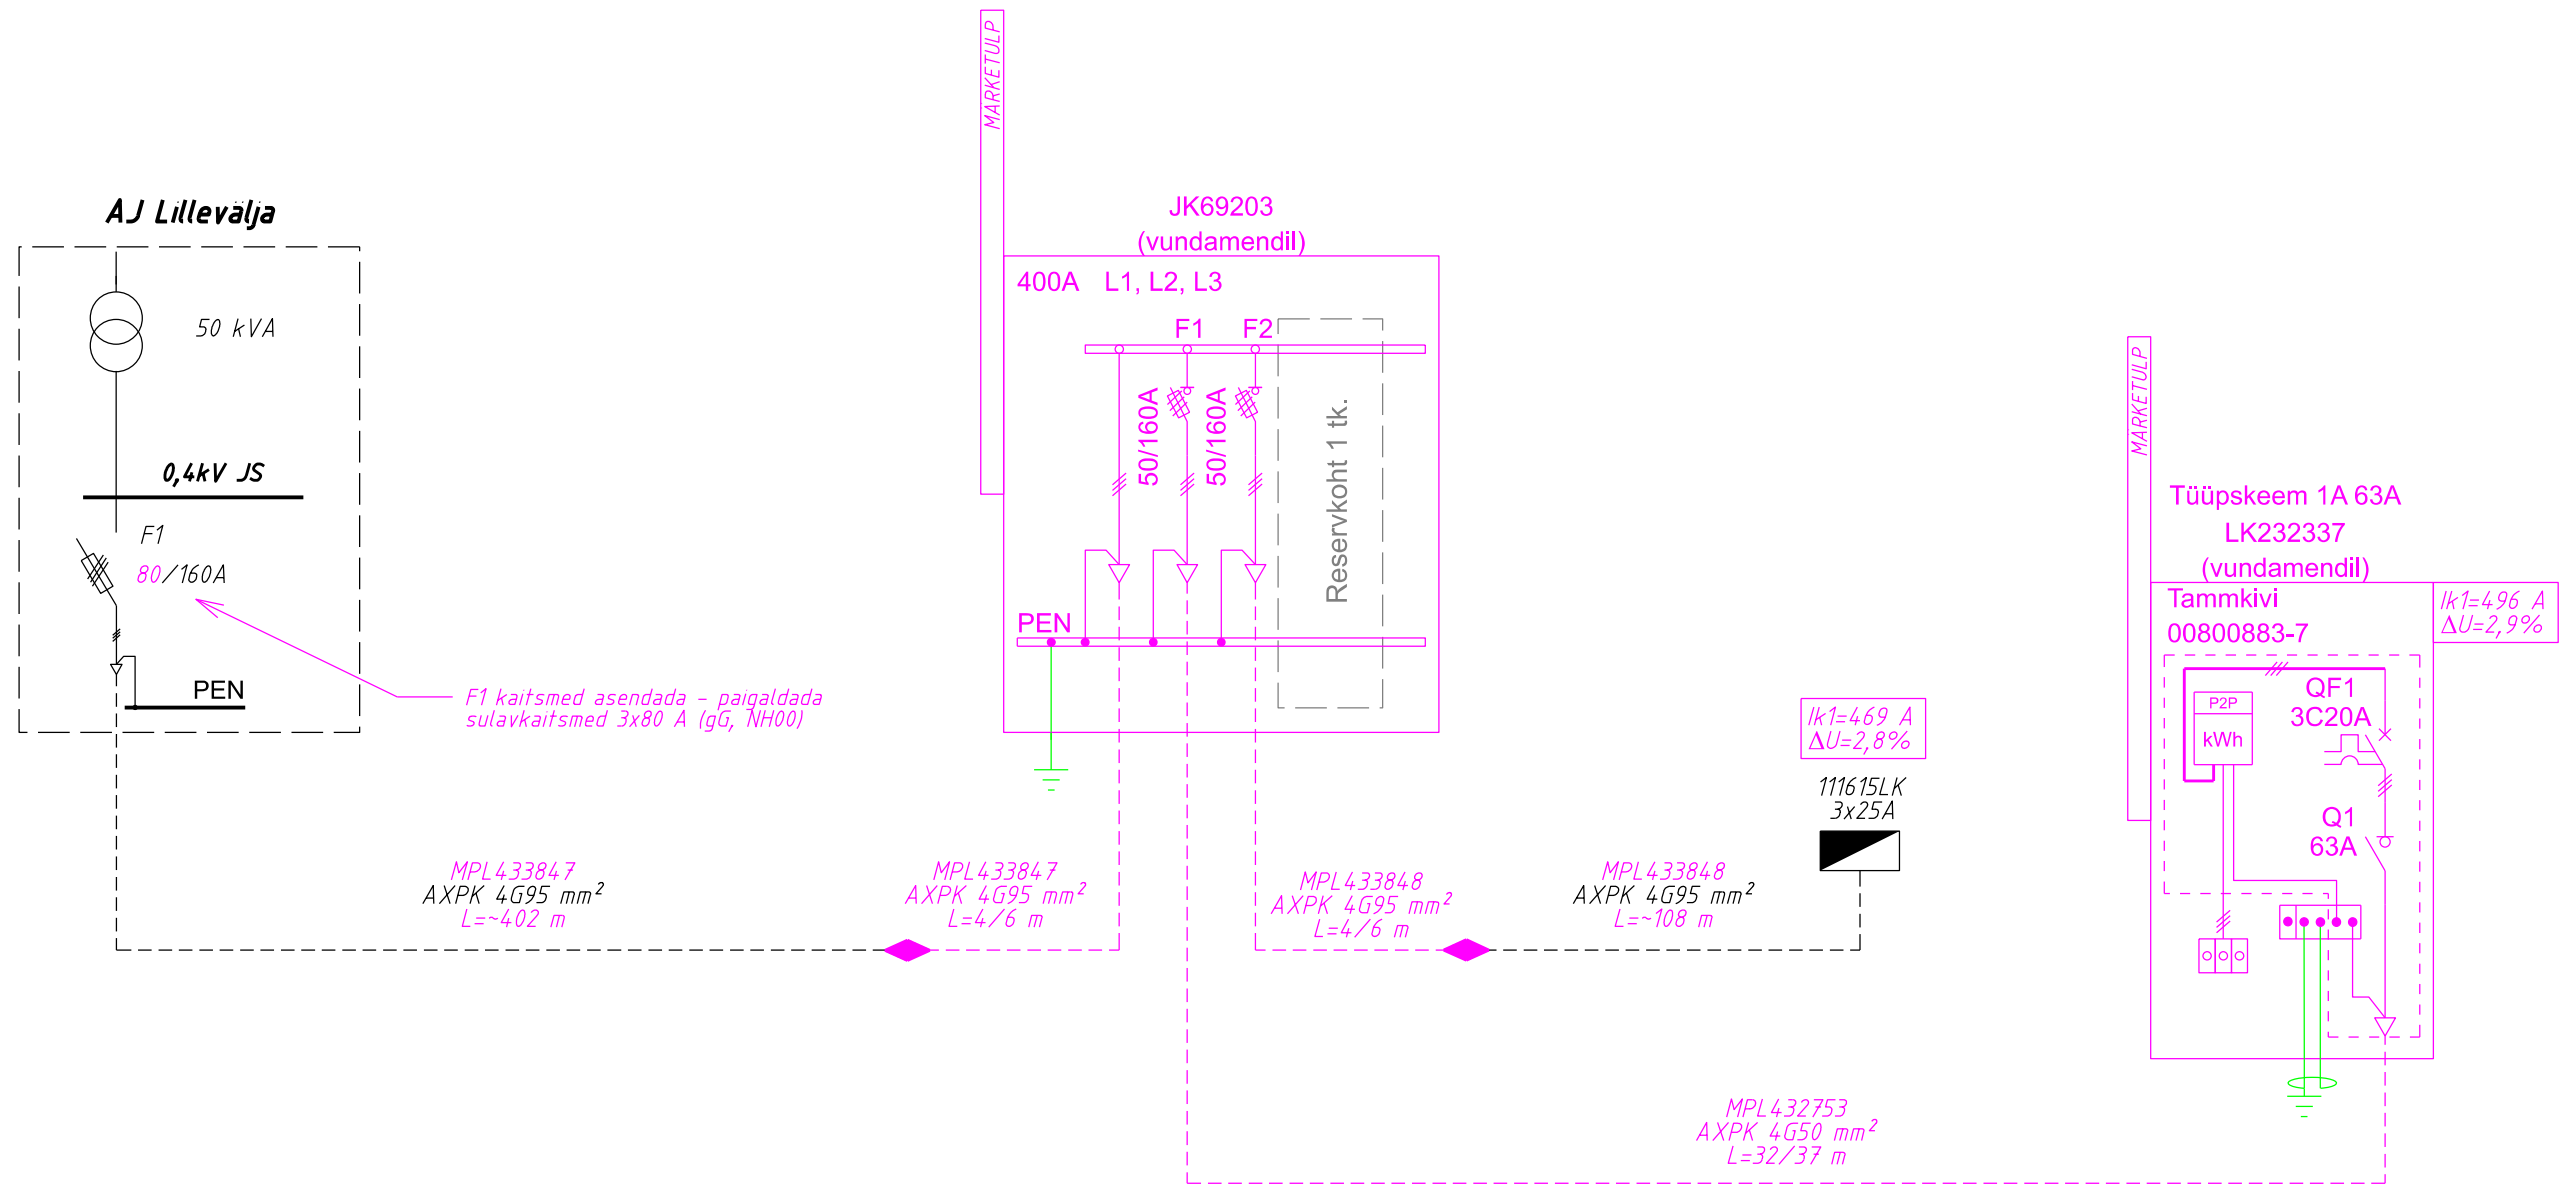 AJ Lillevälja
50 kVA
0,4kV JS
F1
80/160A
PEN
F1 kaitsmed asendada - paigaldada
sulavkaitsmed 3x80 A (gG, NH00)
MPL433847
AXPK 4G95 mm²
L=~402 m
MARKETULP
JK69203
(vundamendil)
400A L1, L2, L3
F1 F2
50/160A
50/160A
Reservkoht 1 tk.
PEN
MPL433847
AXPK 4G95 mm²
L=4/6 m
MPL433848
AXPK 4G95 mm²
L=4/6 m
MPL433848
AXPK 4G95 mm²
L=~108 m
Ik1=469 A
ΔU=2,8%
111615LK
3x25A
MPL432753
AXPK 4G50 mm²
L=32/37 m
MARKETULP
Tüüpskeem 1A 63A
LK232337
(vundamendil)
Tammkivi
00800883-7
Ik1=496 A
ΔU=2,9%
P2P
kWh
QF1
3C20A
Q1
63A